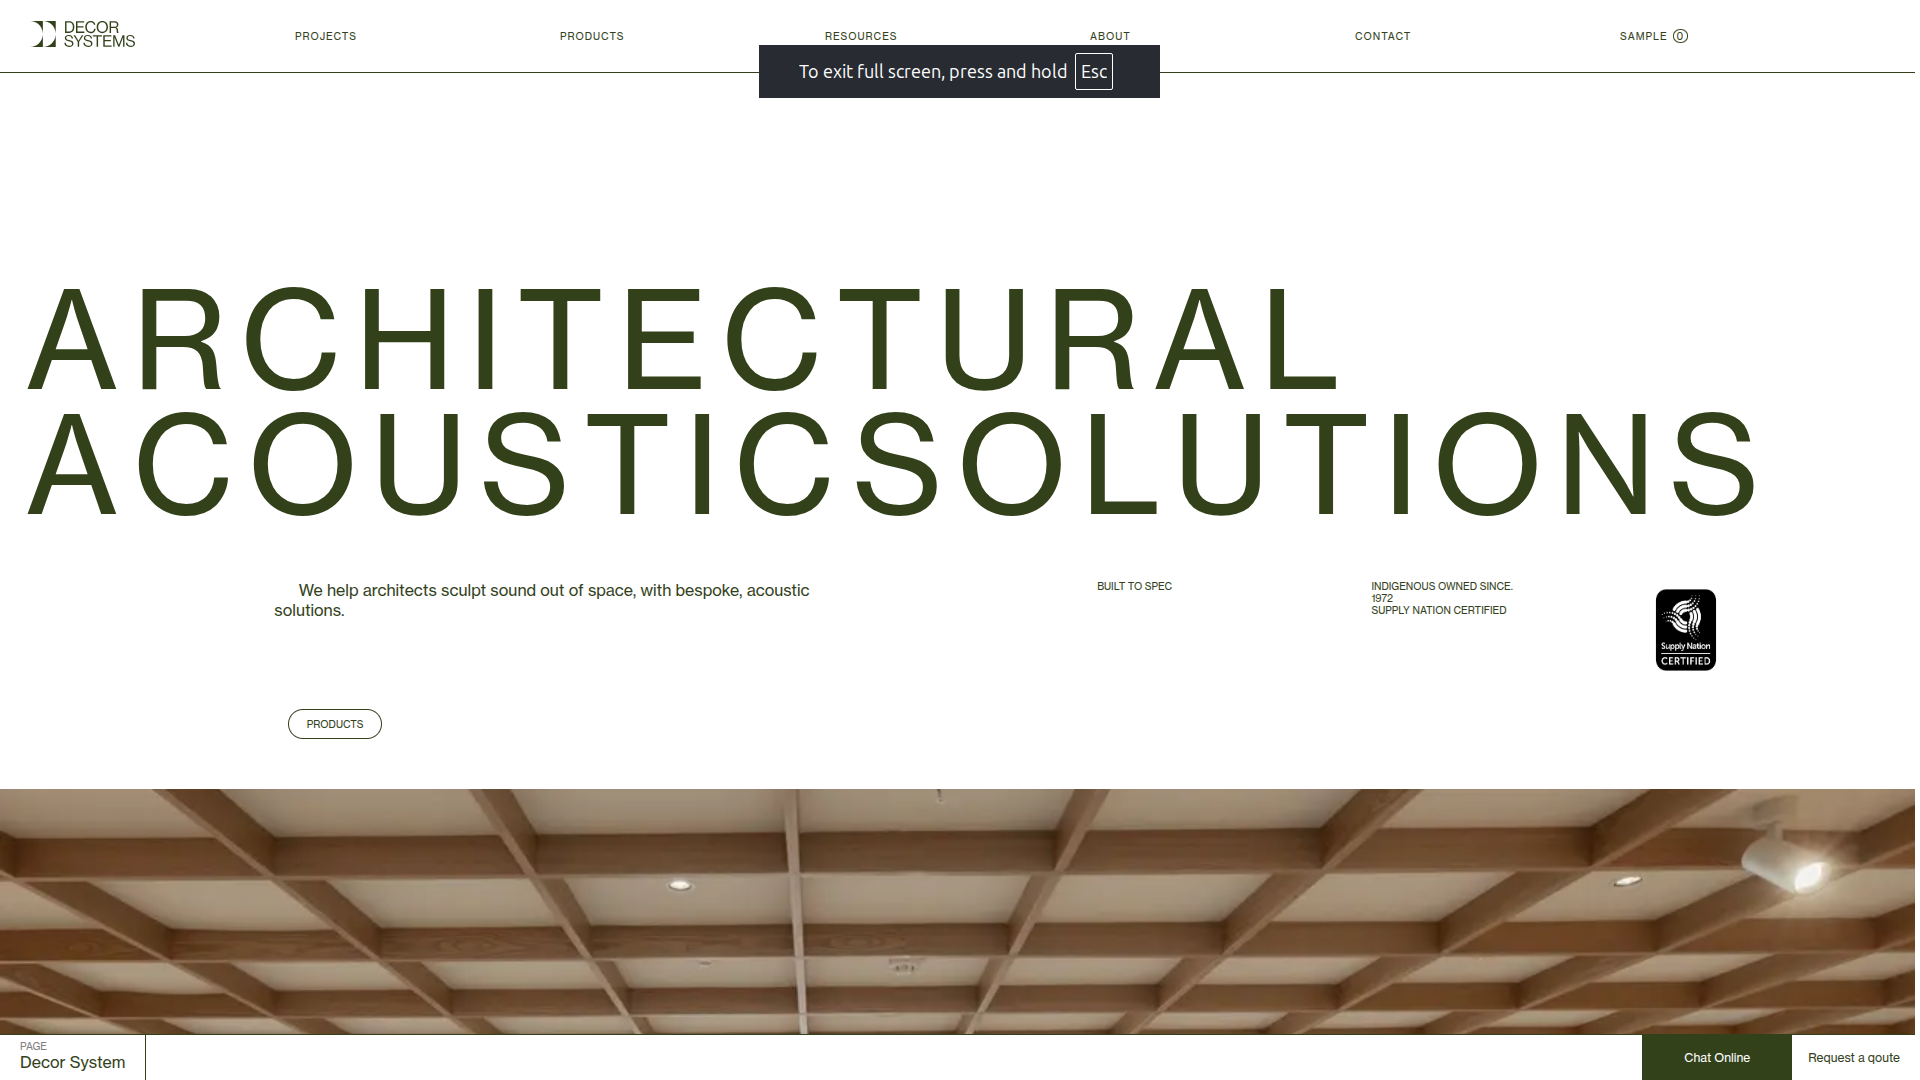 DECOR
SYSTEMS
PROJECTS
PRODUCTS
RESOURCES
ABOUT
CONTACT
SAMPLE 0
To exit full screen, press and hold Esc
ARCHITECTURAL
ACOUSTICSOLUTIONS
We help architects sculpt sound out of space, with bespoke, acoustic
solutions.
BUILT TO SPEC
INDIGENOUS OWNED SINCE.
1972
SUPPLY NATION CERTIFIED
Supply Nation
CERTIFIED
PRODUCTS
PAGE
Decor System
Chat Online
Request a qoute